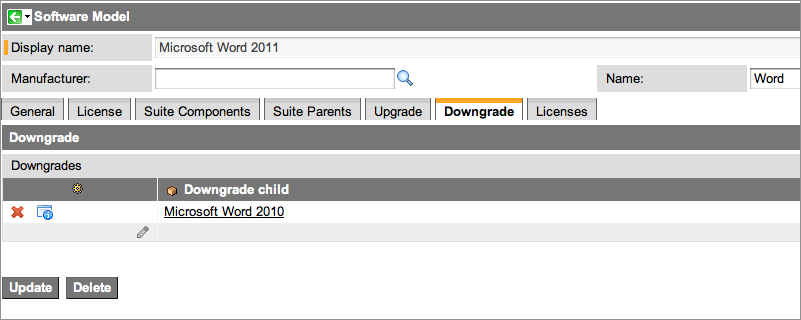 Software Model
Display name: Microsoft Word 2011
Manufacturer: Name: Word
General License Suite Components Suite Parents Upgrade Downgrade Licenses
Downgrade
Downgrades
Downgrade child
Microsoft Word 2010
Update Delete